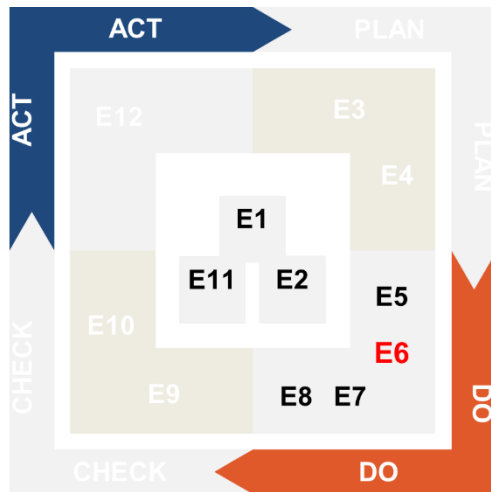 ACT
PLAN
ACT
PLAN
E12
E3
E4
E1
E11
E2
E5
E6
E10
E9
E8
E7
CHECK
DO
CHECK
DO